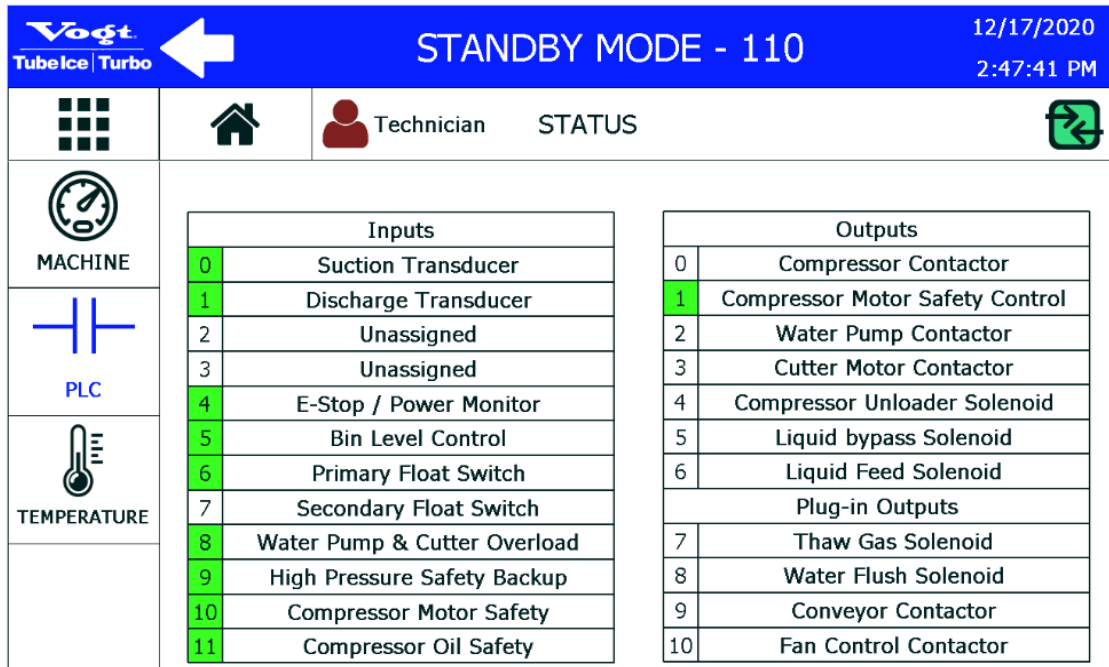 Vogt.
Tube Ice | Turbo
STANDBY MODE - 110
12/17/2020
2:47:41 PM
Technician
STATUS
MACHINE
PLC
TEMPERATURE
Inputs
0 Suction Transducer
1 Discharge Transducer
2 Unassigned
3 Unassigned
4 E-Stop / Power Monitor
5 Bin Level Control
6 Primary Float Switch
7 Secondary Float Switch
8 Water Pump & Cutter Overload
9 High Pressure Safety Backup
10 Compressor Motor Safety
11 Compressor Oil Safety
Outputs
0 Compressor Contactor
1 Compressor Motor Safety Control
2 Water Pump Contactor
3 Cutter Motor Contactor
4 Compressor Unloader Solenoid
5 Liquid bypass Solenoid
6 Liquid Feed Solenoid
Plug-in Outputs
7 Thaw Gas Solenoid
8 Water Flush Solenoid
9 Conveyor Contactor
10 Fan Control Contactor